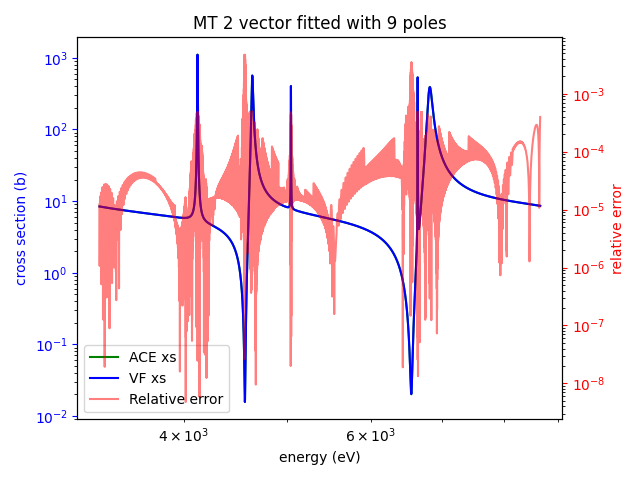 MT 2 vector fitted with 9 poles
cross section (b)
10³
10²
10¹
10⁰
10⁻¹
10⁻²
10⁻³
10⁻⁴
10⁻⁵
10⁻⁶
10⁻⁷
10⁻⁸
relative error
ACE xs
VF xs
Relative error
4 × 10³ 6 × 10³
energy (eV)